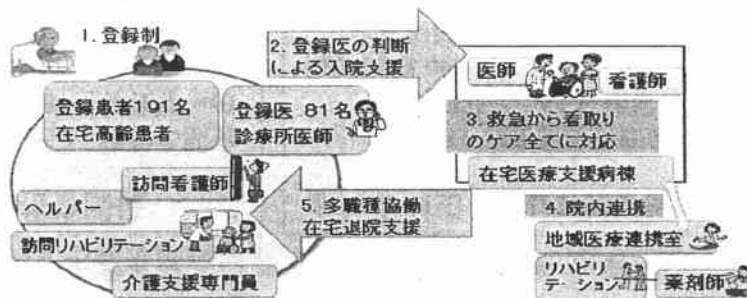 1. 登録制
登録患者191名
在宅高齢患者
登録医 81名
診療所医師
訪問看護師
ヘルパー
訪問リハビリテーション
介護支援専門員
2. 登録医の判断
による入院支援
医師
看護師
3. 救急から看取り
のケア全てに対応
在宅医療支援病棟
4. 院内連携
地域医療連携室
リハビリ
テーション
薬剤師
5. 多職種協働
在宅退院支援